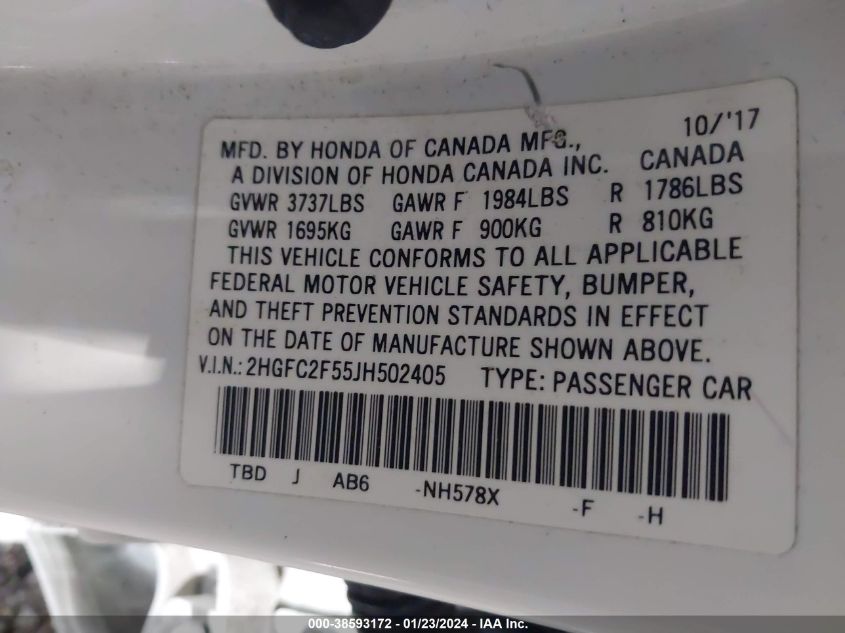 10/'17
MFD. BY HONDA OF CANADA MFG.,
A DIVISION OF HONDA CANADA INC. CANADA
GVWR 3737LBS GAWR F 1984LBS R 1786LBS
GVWR 1695KG GAWR F 900KG R 810KG
THIS VEHICLE CONFORMS TO ALL APPLICABLE
FEDERAL MOTOR VEHICLE SAFETY, BUMPER,
AND THEFT PREVENTION STANDARDS IN EFFECT
ON THE DATE OF MANUFACTURE SHOWN ABOVE.
V.I.N.: 2HGFC2F55JH502405 TYPE: PASSENGER CAR
TBD J AB6 -NH578X -F -H
000-38593172 - 01/23/2024 - IAAI Inc.